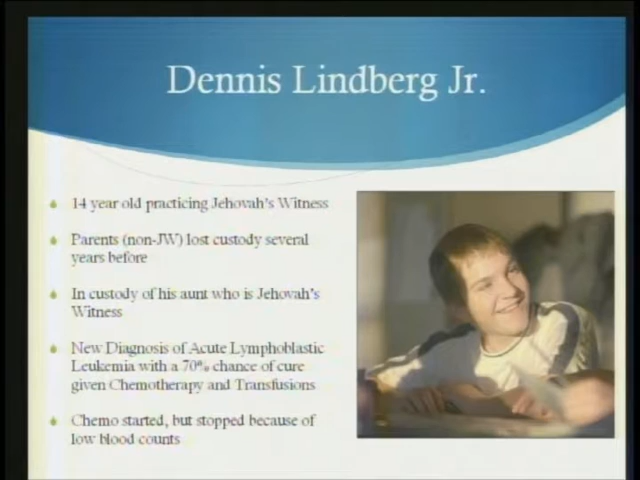 Dennis Lindberg Jr.
14 year old practicing Jehovah's Witness
Parents (non-JW) lost custody several
years before
In custody of his aunt who is Jehovah's
Witness
New Diagnosis of Acute Lymphoblastic
Leukemia with a 70% chance of cure
given Chemotherapy and Transfusions
Chemo started, but stopped because of
low blood counts